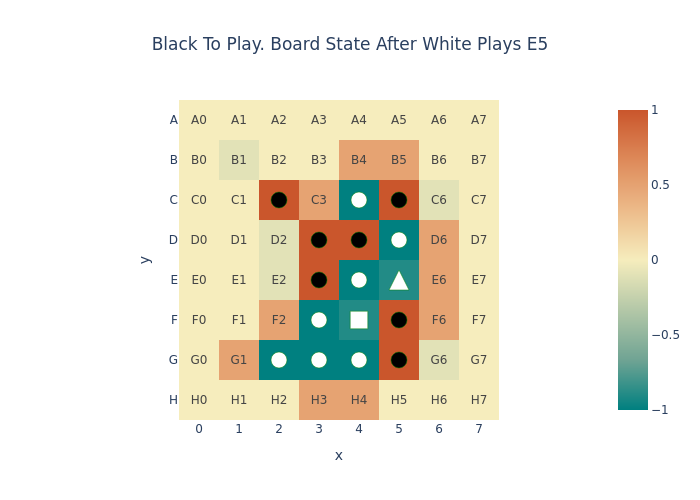 Black To Play. Board State After White Plays E5
A A0 A1 A2 A3 A4 A5 A6 A7
B B0 B1 B2 B3 B4 B5 B6 B7
C C0 C1 C3 C6 C7
D D0 D1 D2 D6 D7
E E0 E1 E2 E6 E7
F F0 F1 F2 F6 F7
G G0 G1 G6 G7
H H0 H1 H2 H3 H4 H5 H6 H7
0 1 2 3 4 5 6 7
x
y
1
0.5
0
−0.5
−1